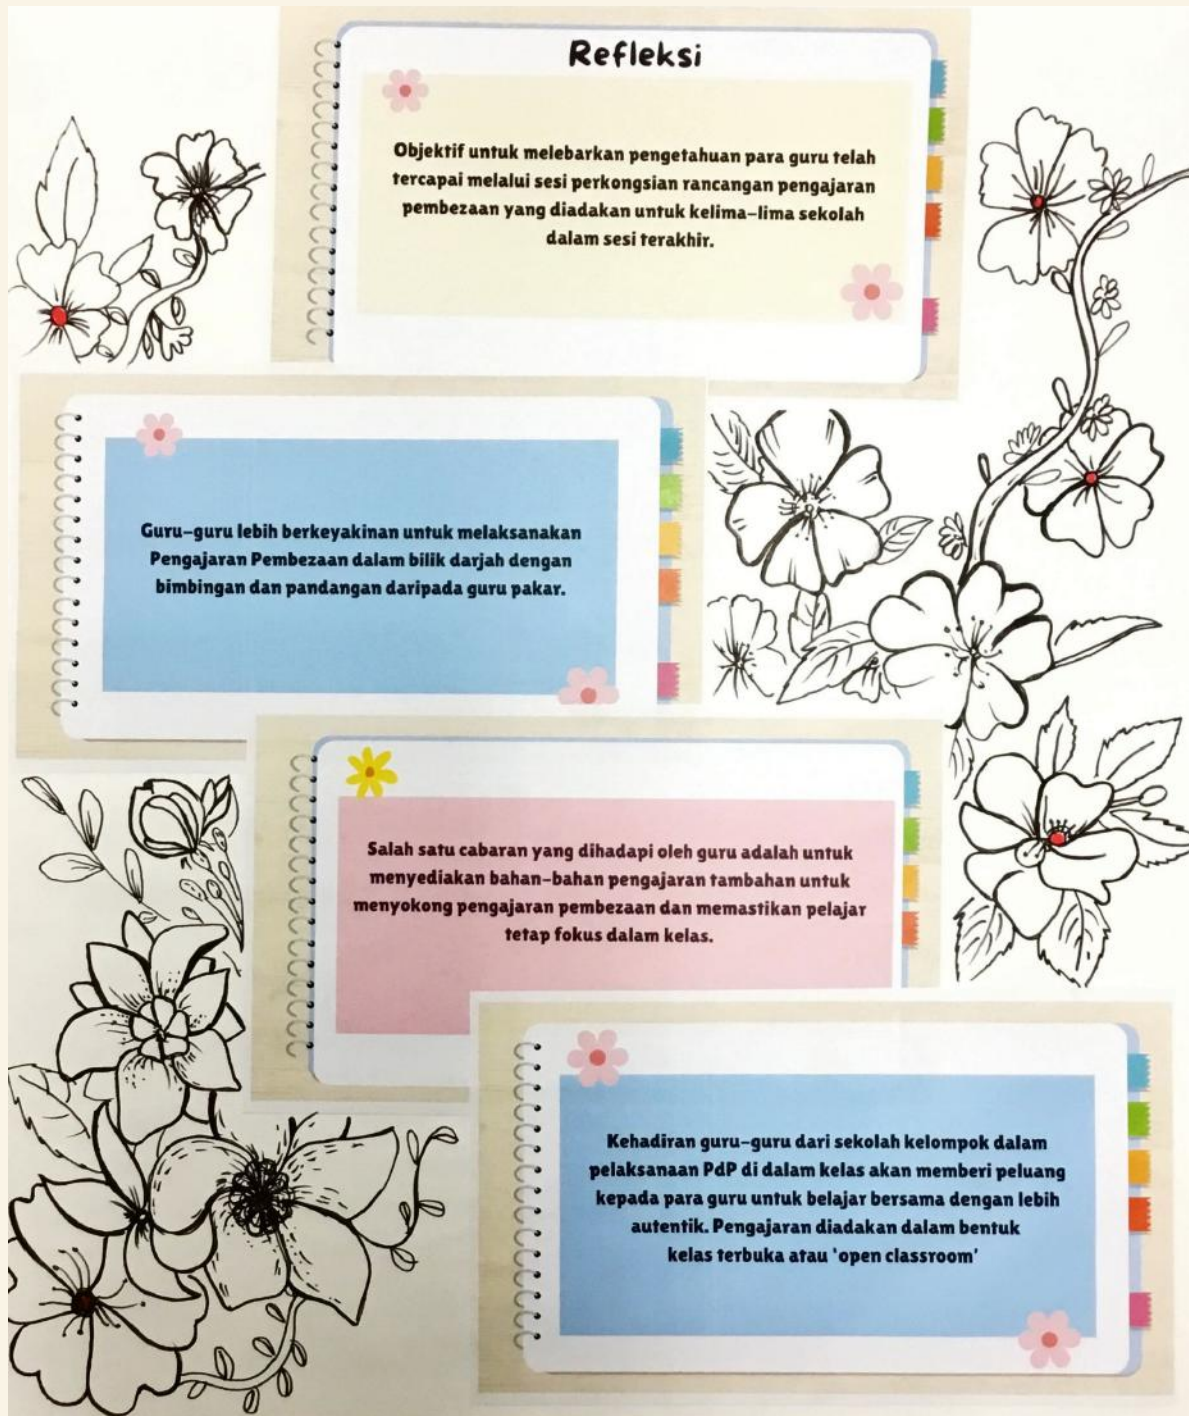 Refleksi
Objektif untuk melebarkan pengetahuan para guru telah
tercapai melalui sesi perkongsian rancangan pengajaran
pembezaan yang diadakan untuk kelima-lima sekolah
dalam sesi terakhir.
Guru-guru lebih berkeyakinan untuk melaksanakan
Pengajaran Pembezaan dalam bilik darjah dengan
bimbingan dan pandangan daripada guru pakar.
Salah satu cabaran yang dihadapi oleh guru adalah untuk
menyediakan bahan-bahan pengajaran tambahan untuk
menyokong pengajaran pembezaan dan memastikan pelajar
tetap fokus dalam kelas.
Kehadiran guru-guru dari sekolah kelompok dalam
pelaksanaan PdP di dalam kelas akan memberi peluang
kepada para guru untuk belajar bersama dengan lebih
autentik. Pengajaran diadakan dalam bentuk
kelas terbuka atau 'open classroom'